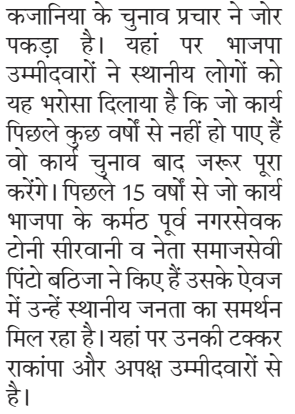 कजानिया के चुनाव प्रचार ने जोर
पकड़ा है। यहां पर भाजपा
उम्मीदवारों ने स्थानीय लोगों को
यह भरोसा दिलाया है कि जो कार्य
पिछले कुछ वर्षों से नहीं हो पाए हैं
वो कार्य चुनाव बाद जरूर पूरा
करेंगे। पिछले 15 वर्षों से जो कार्य
भाजपा के कर्मठ पूर्व नगरसेवक
टोनी सीरवानी व नेता समाजसेवी
पिंटो बठिजा ने किए हैं उसके ऐवज
में उन्हें स्थानीय जनता का समर्थन
मिल रहा है। यहां पर उनकी टक्कर
राकांपा और अपक्ष उम्मीदवारों से
है।